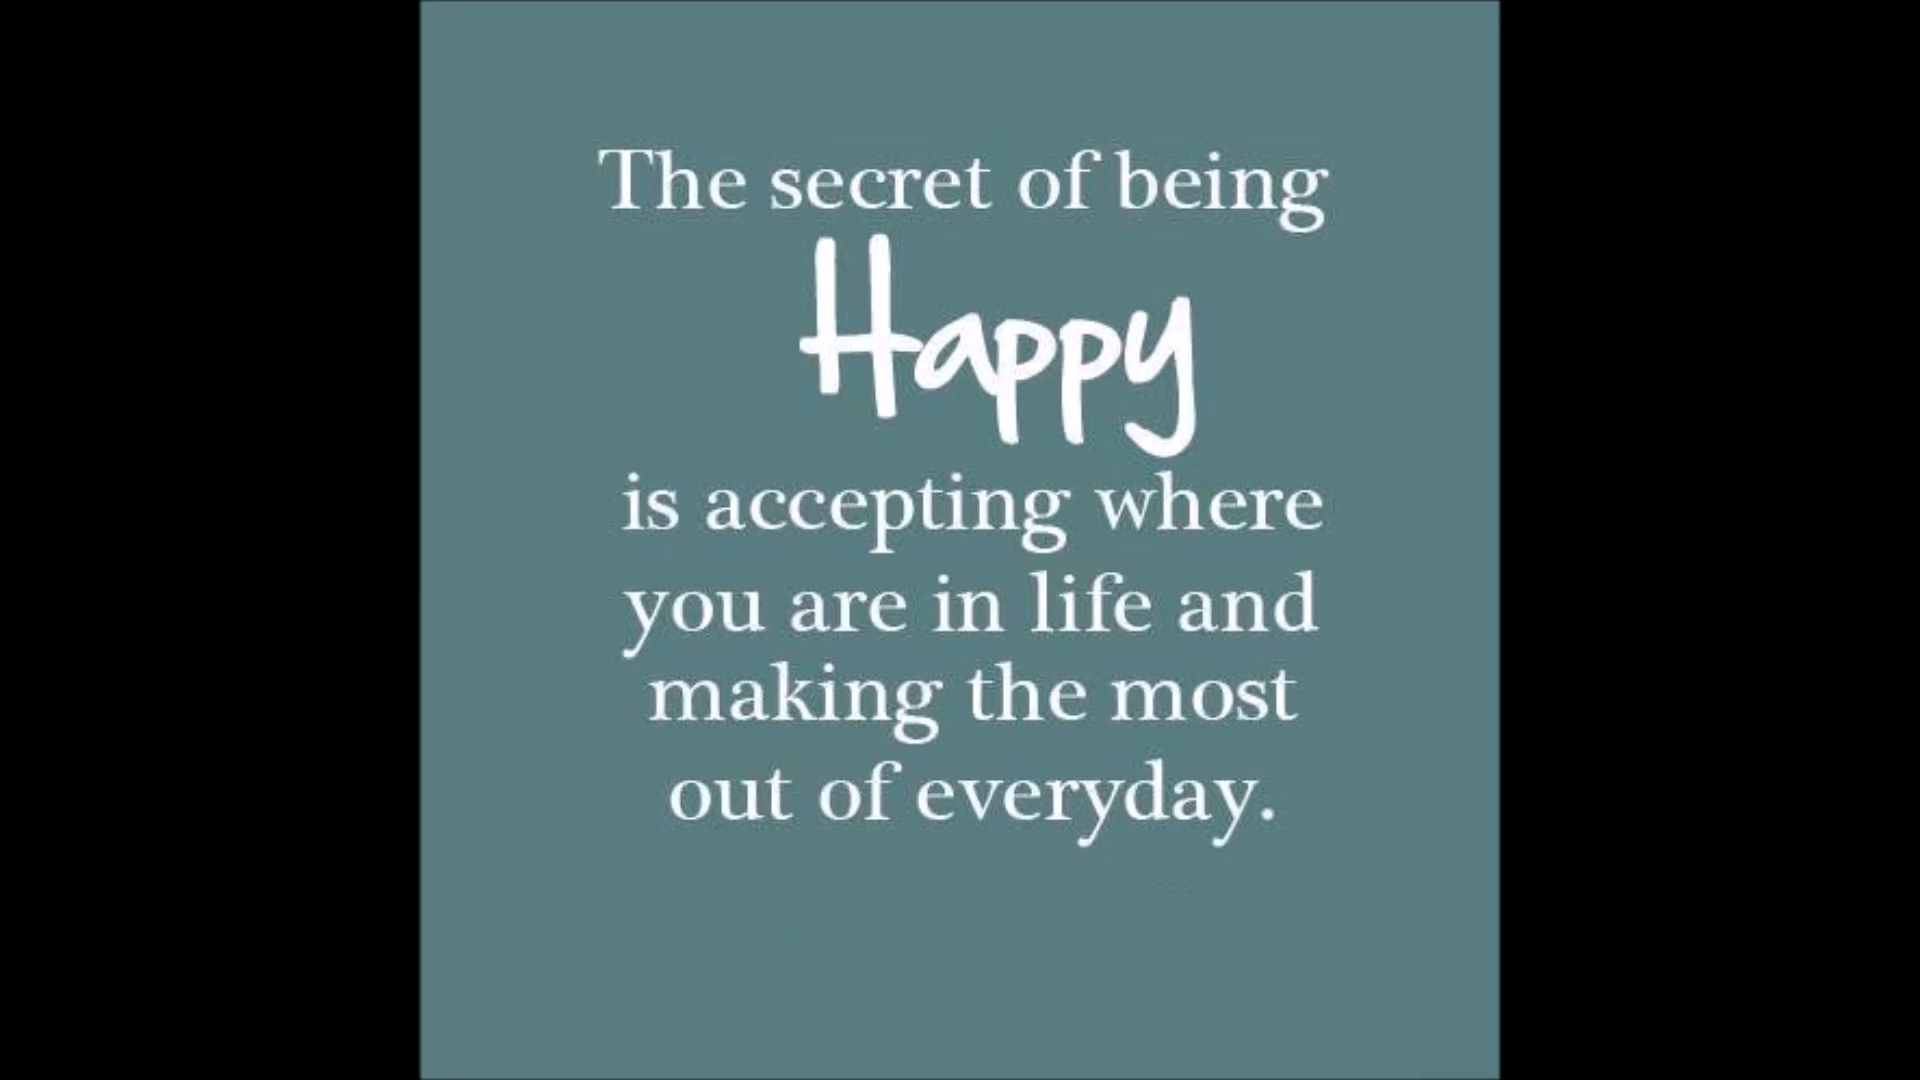 The secret of being
Happy
is accepting where
you are in life and
making the most
out of everyday.